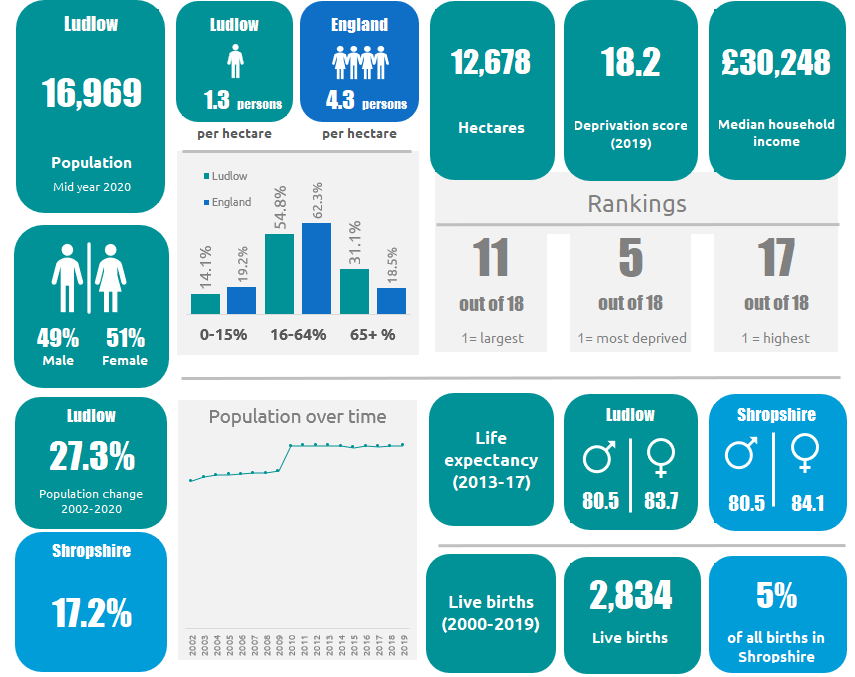 Ludlow
16,969
Population
Mid year 2020
Ludlow
1.3 persons
per hectare
England
4.3 persons
per hectare
12,678
Hectares
18.2
Deprivation score
(2019)
£30,248
Median household
income
Ludlow
England
14.1%
19.2%
54.8%
62.3%
31.1%
18.5%
0-15%
16-64%
65+ %
Rankings
11
out of 18
1= largest
5
out of 18
1= most deprived
17
out of 18
1 = highest
49%
Male
51%
Female
Ludlow
27.3%
Population change
2002-2020
Shropshire
17.2%
Population over time
2002
2003
2004
2005
2006
2007
2008
2009
2010
2011
2012
2013
2014
2015
2016
2017
2018
2019
Life
expectancy
(2013-17)
Ludlow
80.5
83.7
Shropshire
80.5
84.1
Live births
(2000-2019)
2,834
Live births
5%
of all births in
Shropshire